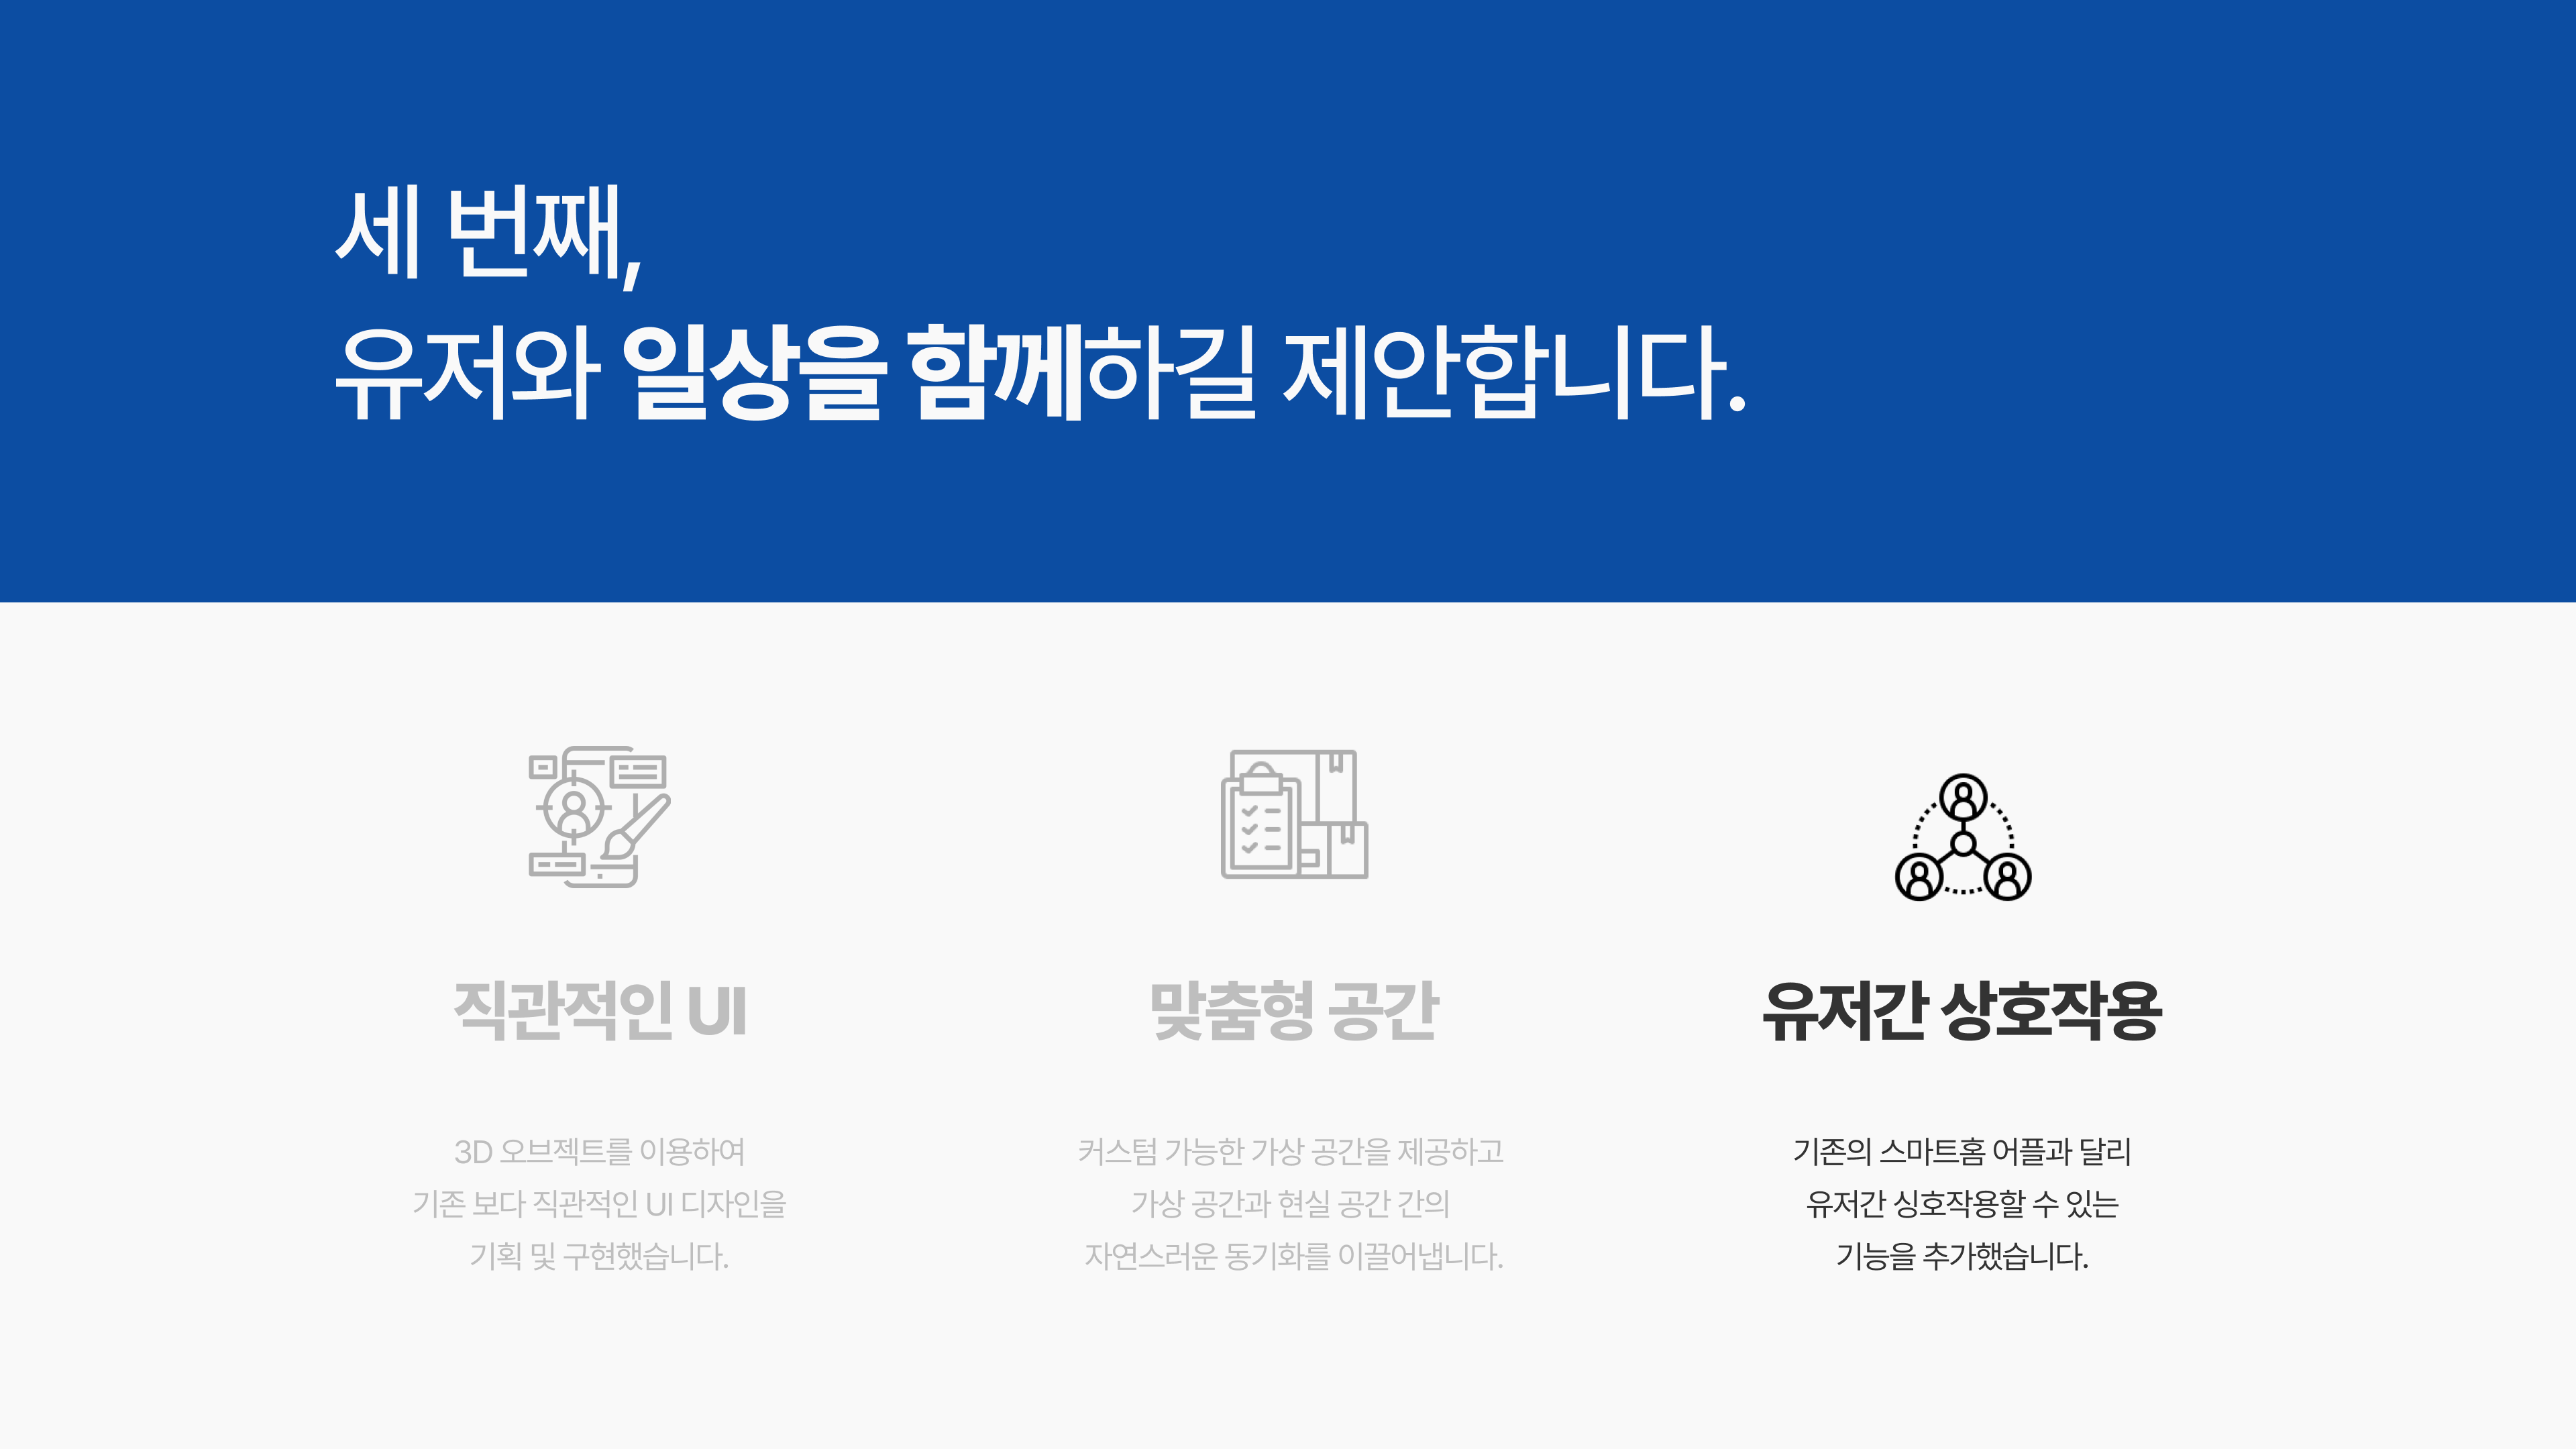 세 번째,
유저와 일상을 함께하길 제안합니다.
직관적인 UI
3D 오브젝트를 이용하여
기존 보다 직관적인 UI 디자인을
기획 및 구현했습니다.
맞춤형 공간
커스텀 가능한 가상 공간을 제공하고
가상 공간과 현실 공간 간의
자연스러운 동기화를 이끌어냅니다.
유저간 상호작용
기존의 스마트홈 어플과 달리
유저간 싱호작용할 수 있는
기능을 추가했습니다.